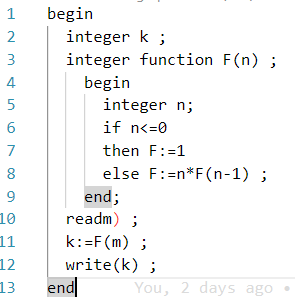 1 begin
2   integer k ;
3   integer function F(n) ;
4     begin
5       integer n;
6       if n<=0
7       then F:=1
8       else F:=n*F(n-1) ;
9     end;
10   readm) ;
11   k:=F(m) ;
12   write(k) ;
13 end You, 2 days ago •